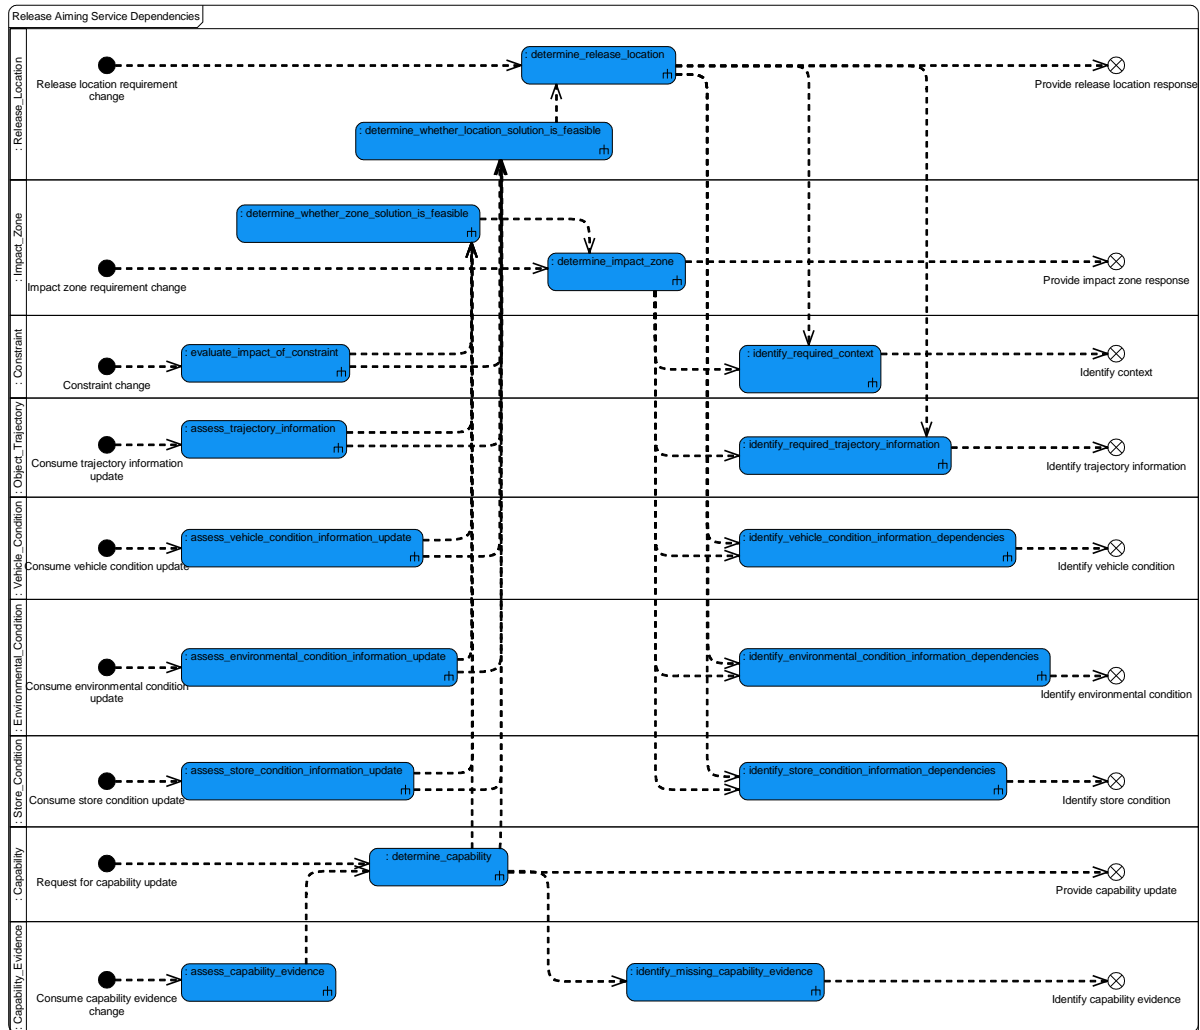 Release Aiming Service Dependencies
: Release_Location
Release location requirement
change
: determine_release_location
Provide release location response
: determine_whether_location_solution_is_feasible
: Impact_Zone
: determine_whether_zone_solution_is_feasible
Impact zone requirement change
: determine_impact_zone
Provide impact zone response
: Constraint
Constraint change
: evaluate_impact_of_constraint
: identify_required_context
Identify context
: Object_Trajectory
Consume trajectory information
update
: assess_trajectory_information
: identify_required_trajectory_information
Identify trajectory information
: Vehicle_Condition
Consume vehicle condition update
: assess_vehicle_condition_information_update
: identify_vehicle_condition_information_dependencies
Identify vehicle condition
: Environmental_Condition
Consume environmental condition
update
: assess_environmental_condition_information_update
: identify_environmental_condition_information_dependencies
Identify environmental condition
: Store_Condition
Consume store condition update
: assess_store_condition_information_update
: identify_store_condition_information_dependencies
Identify store condition
: Capability
Request for capability update
: determine_capability
Provide capability update
: Capability_Evidence
Consume capability evidence
change
: assess_capability_evidence
: identify_missing_capability_evidence
Identify capability evidence